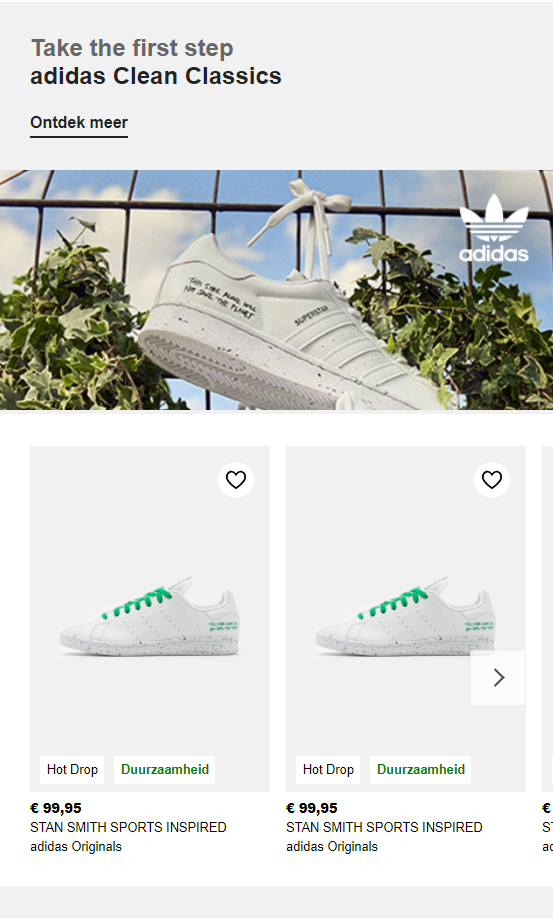 Take the first step
adidas Clean Classics
Ontdek meer
adidas
THIS SHOE ALONE WILL
NOT SAVE THE PLANET
SUPERSTAR
Hot Drop Duurzaamheid
Hot Drop Duurzaamheid
€ 99,95
€ 99,95
€
STAN SMITH SPORTS INSPIRED
STAN SMITH SPORTS INSPIRED
adidas Originals
adidas Originals